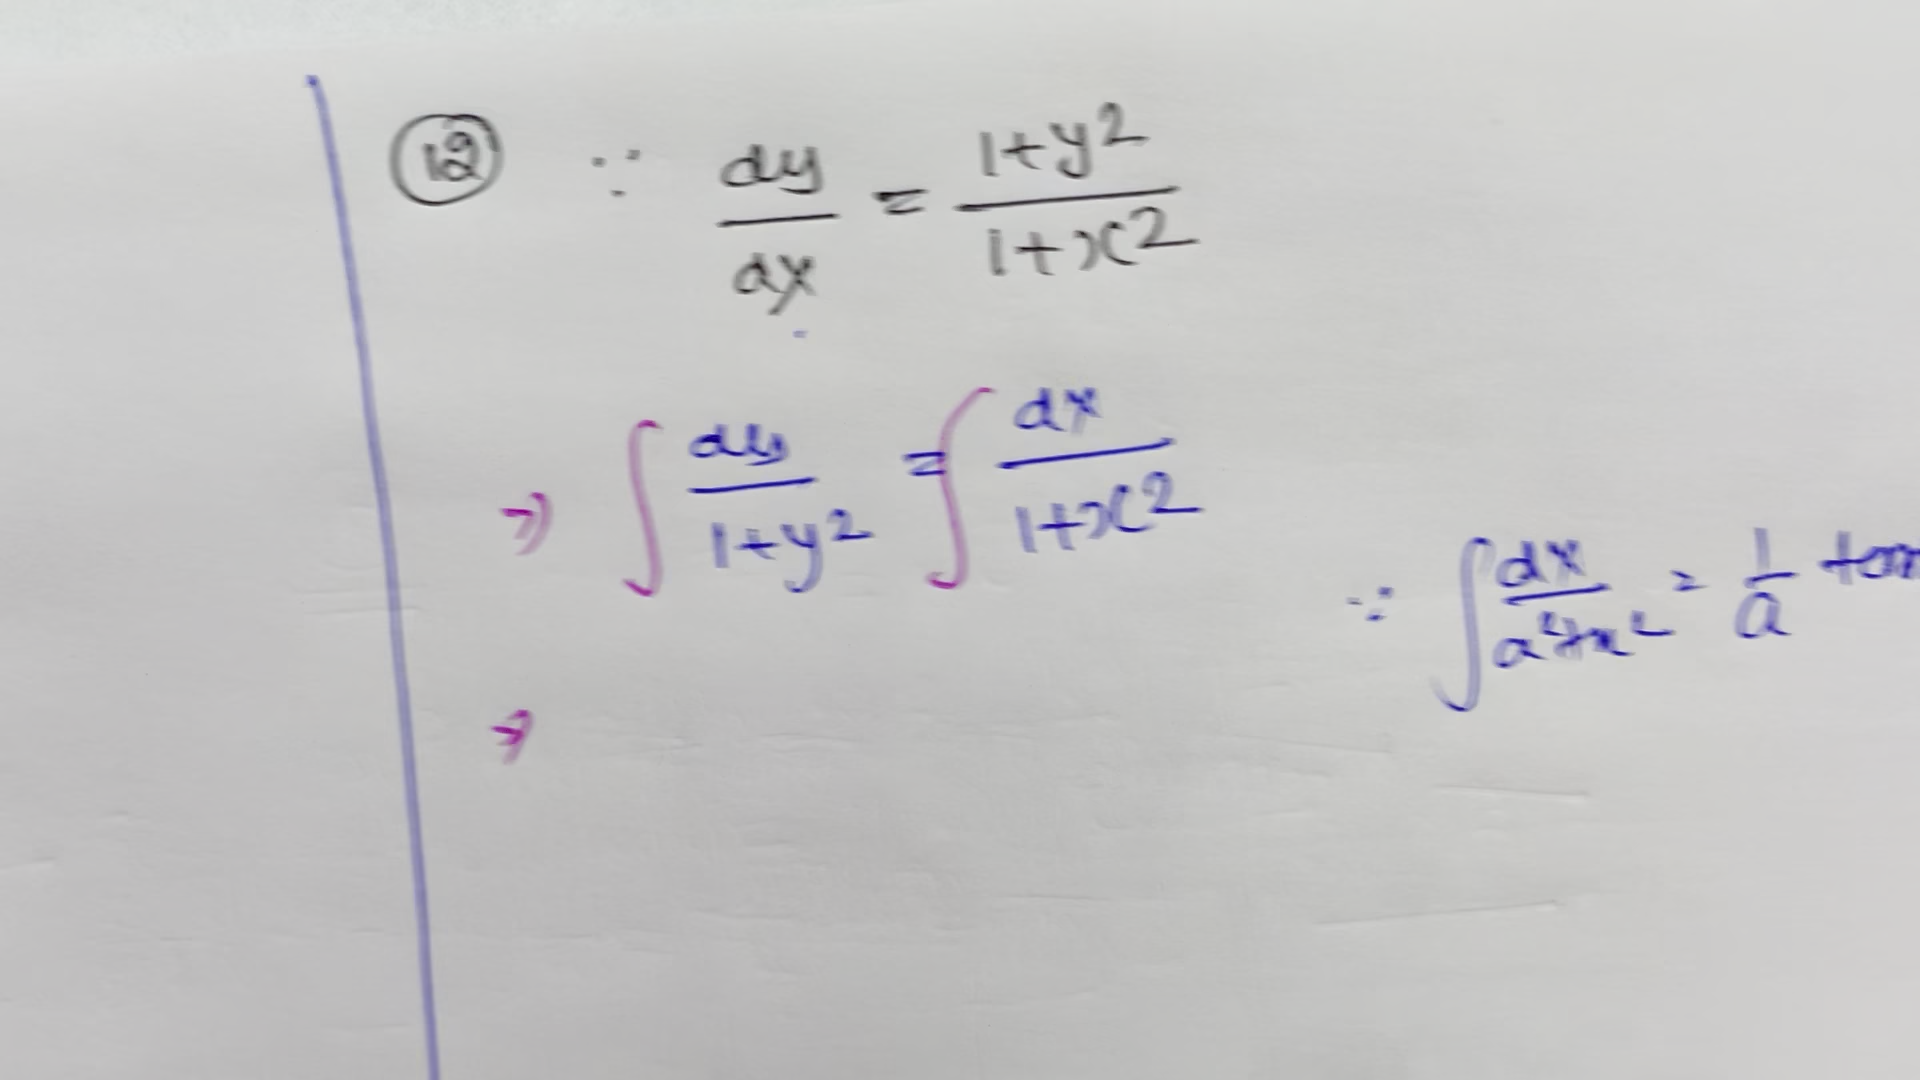 (12) ∵ dy/dx = 1+y2/1+x2
⇒ ∫ dy/1+y2 = ∫ dx/1+x2
∵ ∫ dx/a²+x² = 1/a tan
⇒